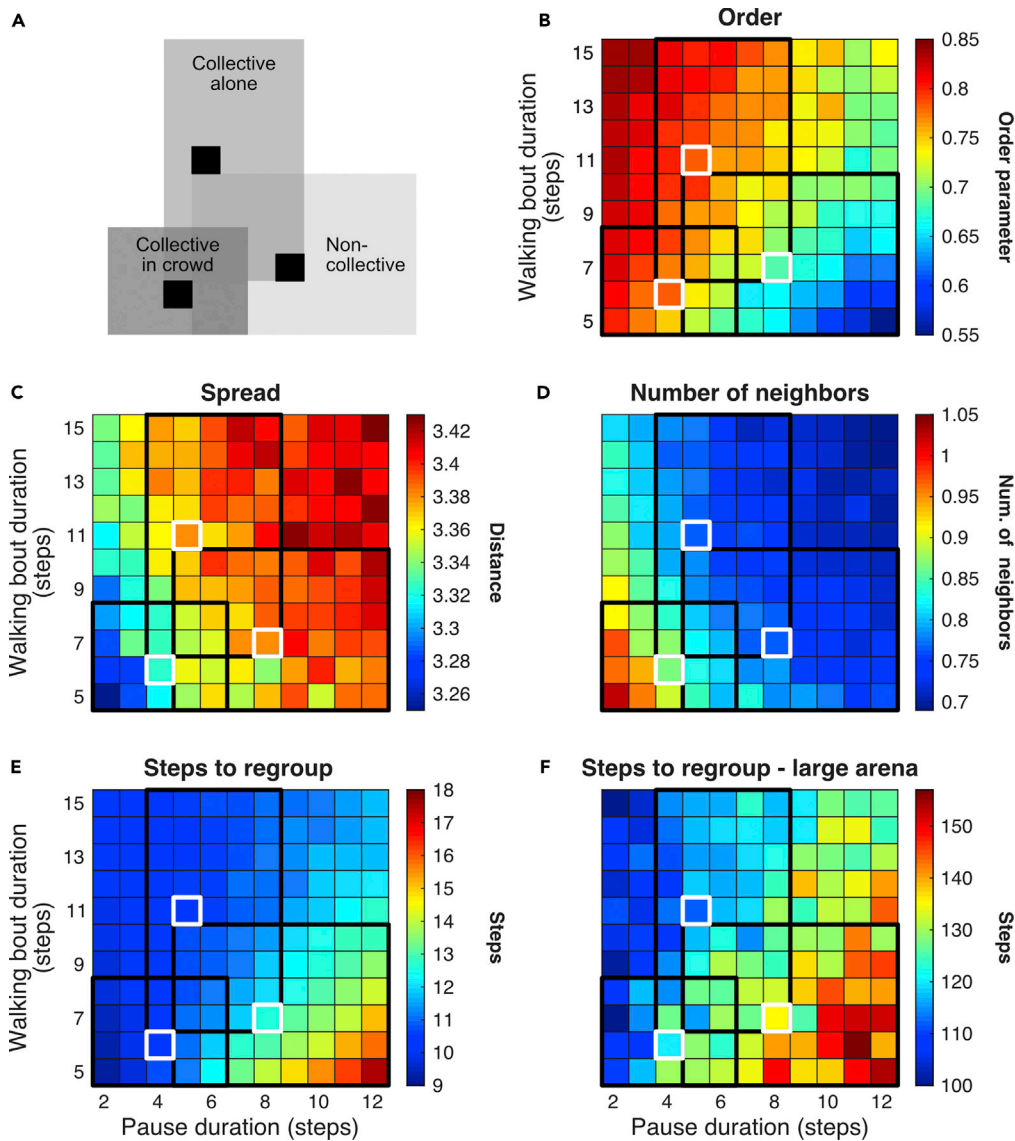 A
Collective
alone
Collective
in crowd
Non-
collective
B
Order
15
13
11
9
7
5
Walking bout duration
(steps)
0.85
0.8
0.75
0.7
0.65
0.6
0.55
Order parameter
C
Spread
15
13
11
9
7
5
Walking bout duration
(steps)
3.42
3.4
3.38
3.36
3.34
3.32
3.3
3.28
3.26
Distance
D
Number of neighbors
1.05
1
0.95
0.9
0.85
0.8
0.75
0.7
Num. of
neighbors
E
Steps to regroup
15
13
11
9
7
5
Walking bout duration
(steps)
2 4 6 8 10 12
Pause duration (steps)
18
17
16
15
14
13
12
11
10
9
Steps
F
Steps to regroup - large arena
2 4 6 8 10 12
Pause duration (steps)
150
140
130
120
110
100
Steps